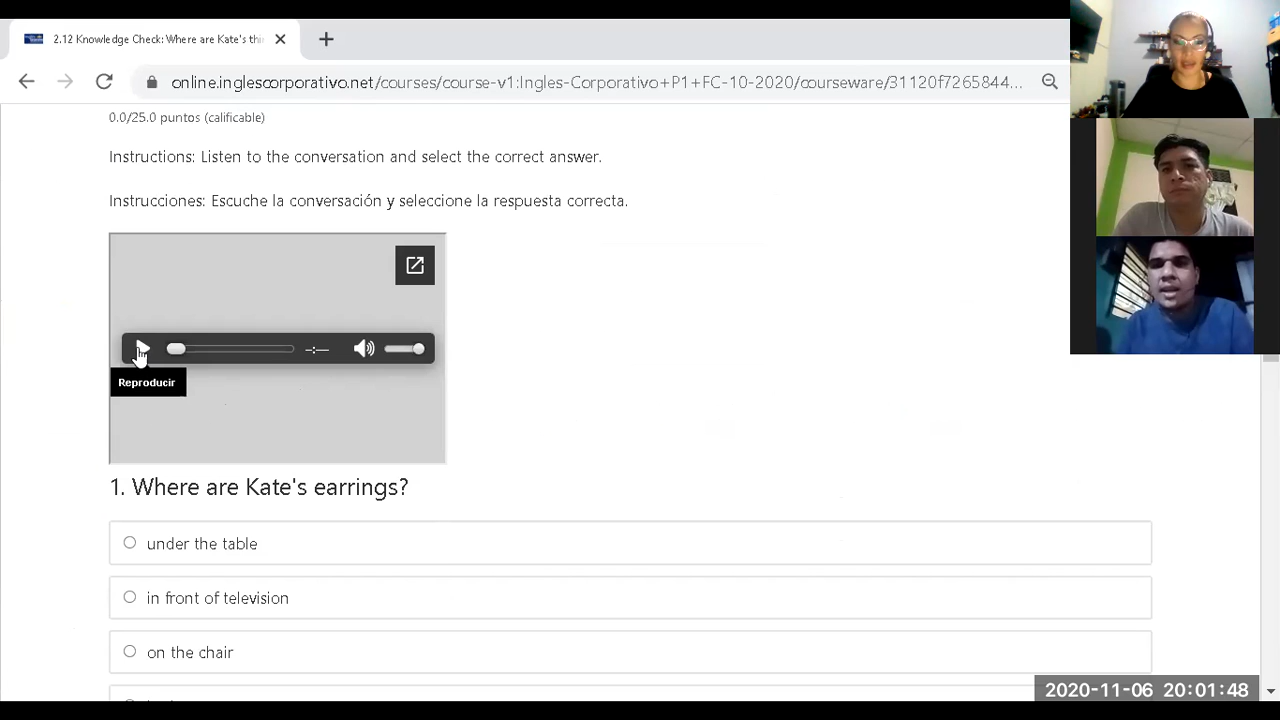 2.12 Knowledge Check: Where are Kate's thi
online.inglescorporativo.net/courses/course-v1:Ingles-Corporativo+P1+FC-10-2020/courseware/31120f7265844...
0.0/25.0 puntos (calificable)
Instructions: Listen to the conversation and select the correct answer.
Instrucciones: Escuche la conversación y seleccione la respuesta correcta.
-:--
Reproducir
1. Where are Kate's earrings?
under the table
in front of television
on the chair
2020-11-06 20:01:48